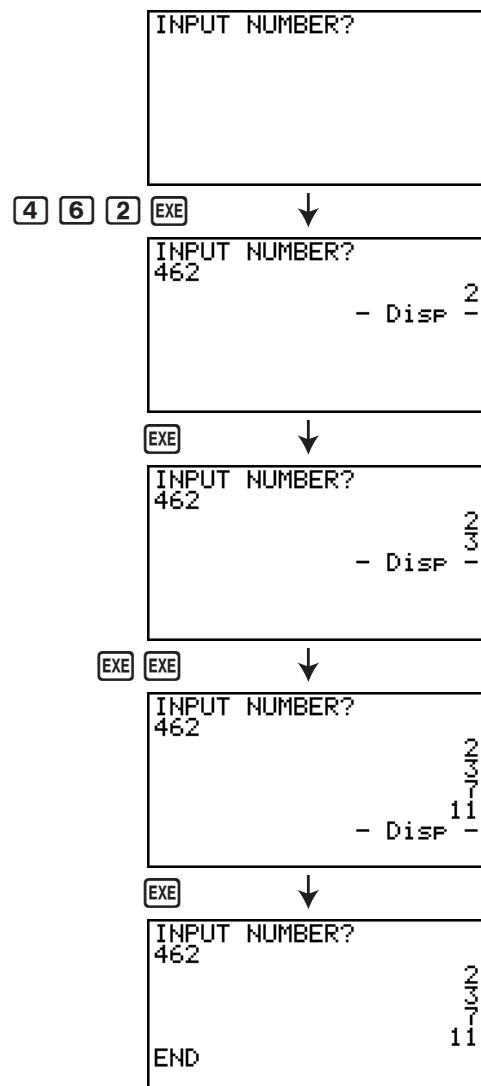 INPUT NUMBER?
4 6 2 EXE
INPUT NUMBER?
462
2
- Disp -
EXE
INPUT NUMBER?
462
2
3
- Disp -
EXE EXE
INPUT NUMBER?
462
2
3
7
11
- Disp -
EXE
INPUT NUMBER?
462
2
3
7
11
END